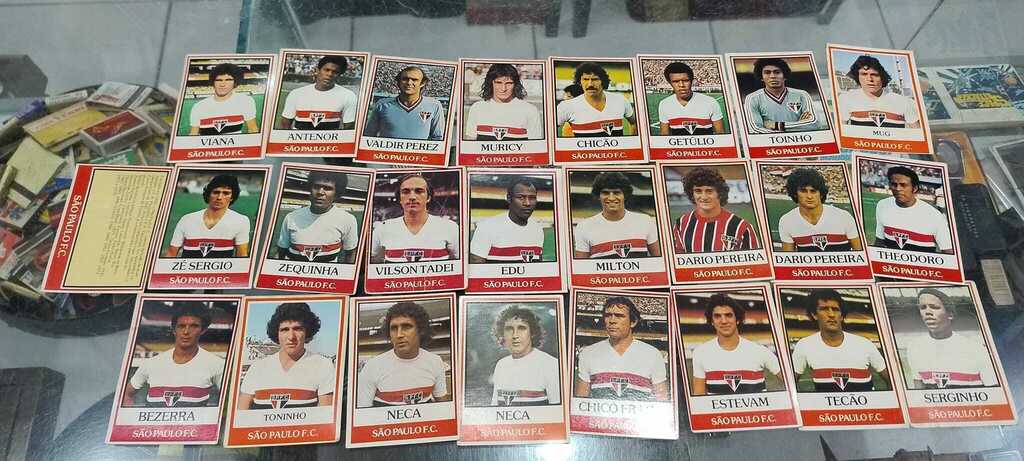 VIANA
SÃO PAULO F.C.
ANTENOR
SÃO PAULO F.C.
VALDIR PEREZ
SÃO PAULO F.C.
MURICY
SÃO PAULO F.C.
CHICÃO
SÃO PAULO F.C.
GETÚLIO
SÃO PAULO F.C.
TOINHO
SÃO PAULO F.C.
MUG
SÃO PAULO F.C.
SÃO PAULO F.C.
ZÉ SERGIO
SÃO PAULO F.C.
ZEQUINHA
SÃO PAULO F.C.
VILSON TADEI
SÃO PAULO F.C.
EDU
SÃO PAULO F.C.
MILTON
SÃO PAULO F.C.
DARIO PEREIRA
SÃO PAULO F.C.
DARIO PEREIRA
SÃO PAULO F.C.
THEODORO
SÃO PAULO F.C.
BEZERRA
SÃO PAULO F.C.
TONINHO
SÃO PAULO F.C.
NECA
SÃO PAULO F.C.
NECA
SÃO PAULO F.C.
CHICO
SÃO PAULO F.C.
ESTEVAM
SÃO PAULO F.C.
TECÃO
SÃO PAULO F.C.
SERGINHO
SÃO PAULO F.C.